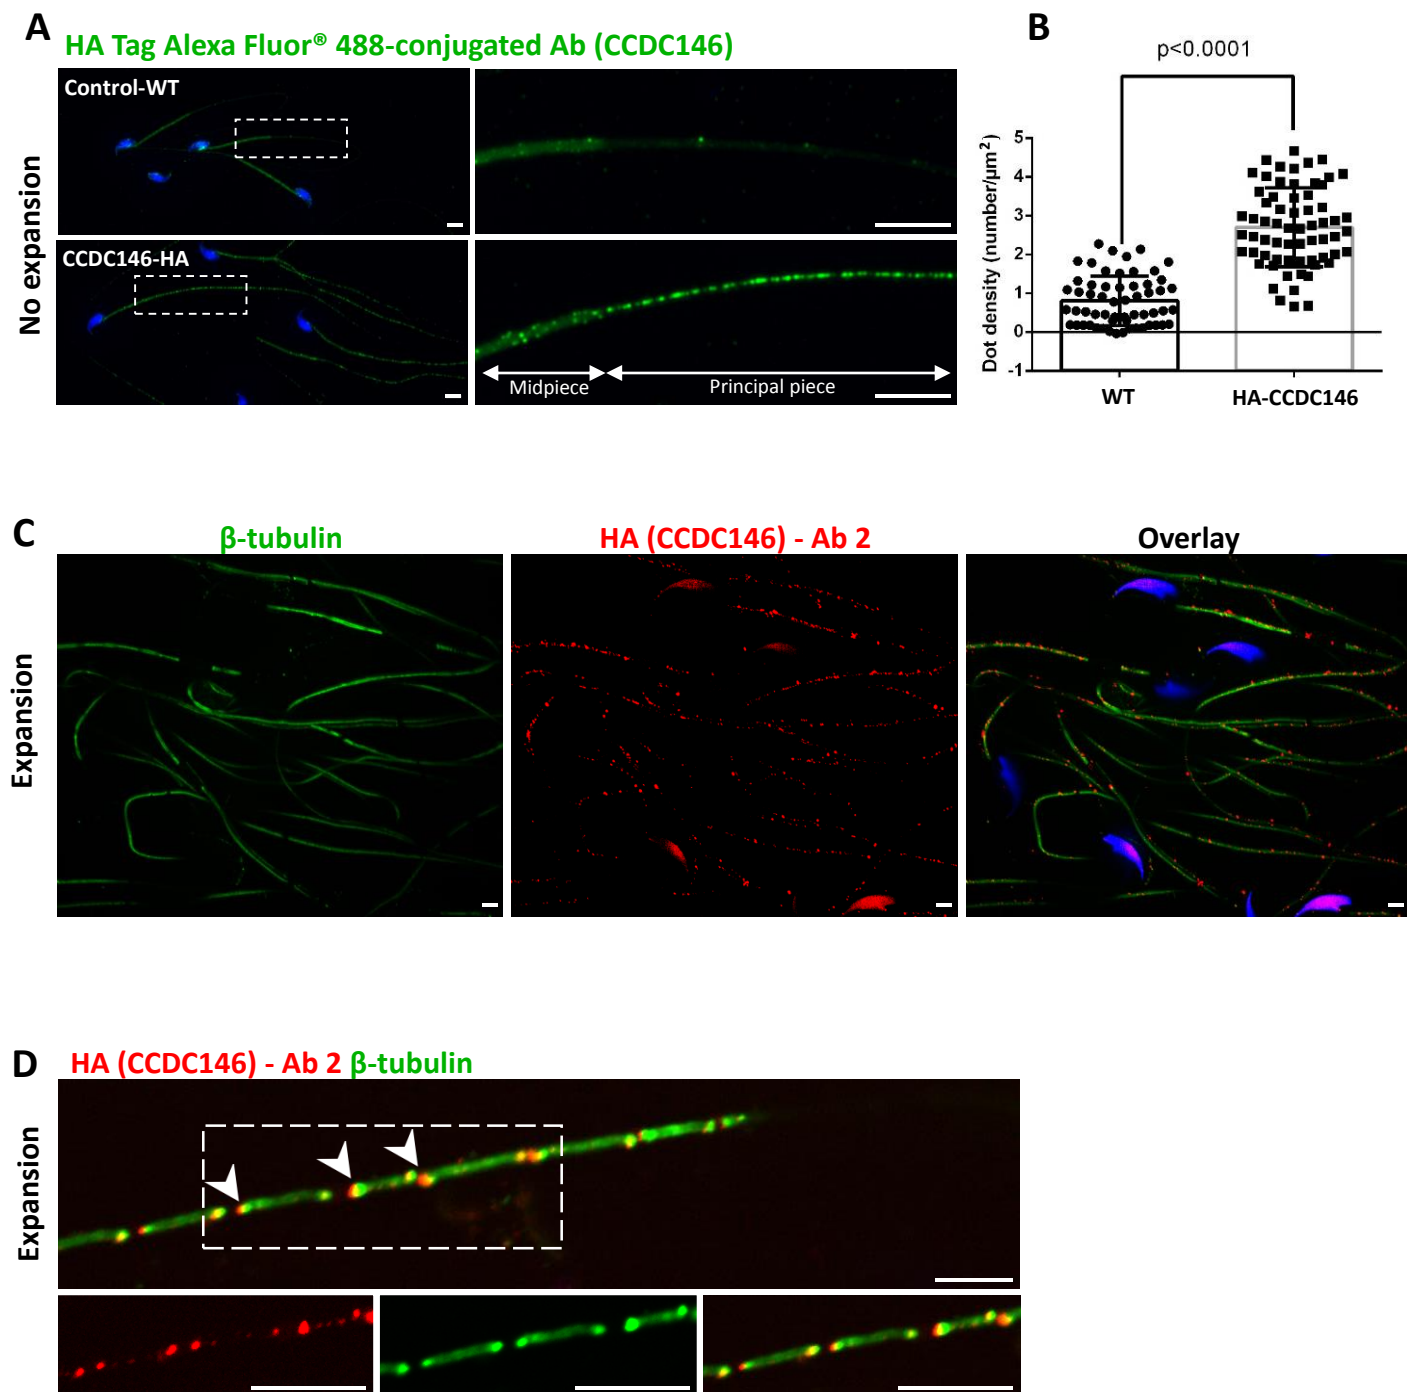 A
HA Tag Alexa Fluor® 488-conjugated Ab (CCDC146)
No expansion
Control-WT
CCDC146-HA
Midpiece
Principal piece
B
p<0.0001
Dot density (number/µm²)
5
4
3
2
1
0
-1
WT
HA-CCDC146
C
β-tubulin
HA (CCDC146) - Ab 2
Overlay
Expansion
D
HA (CCDC146) - Ab 2 β-tubulin
Expansion